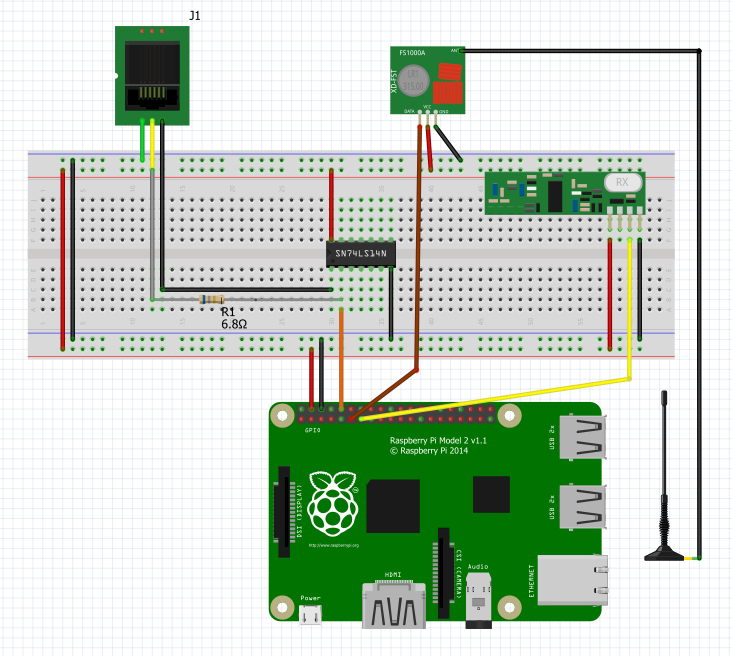 J1
FS1000A
ANT
XD-FST
DATA
VCC
GND
RX
SN74LS14N
R1
6.8Ω
GPIO
Raspberry Pi Model 2 v1.1
© Raspberry Pi 2014
USB 2x
DSI (DISPLAY)
http://www.raspberrypi.org
USB 2x
HDMI
CSI (CAMERA)
Audio
ETHERNET
Power